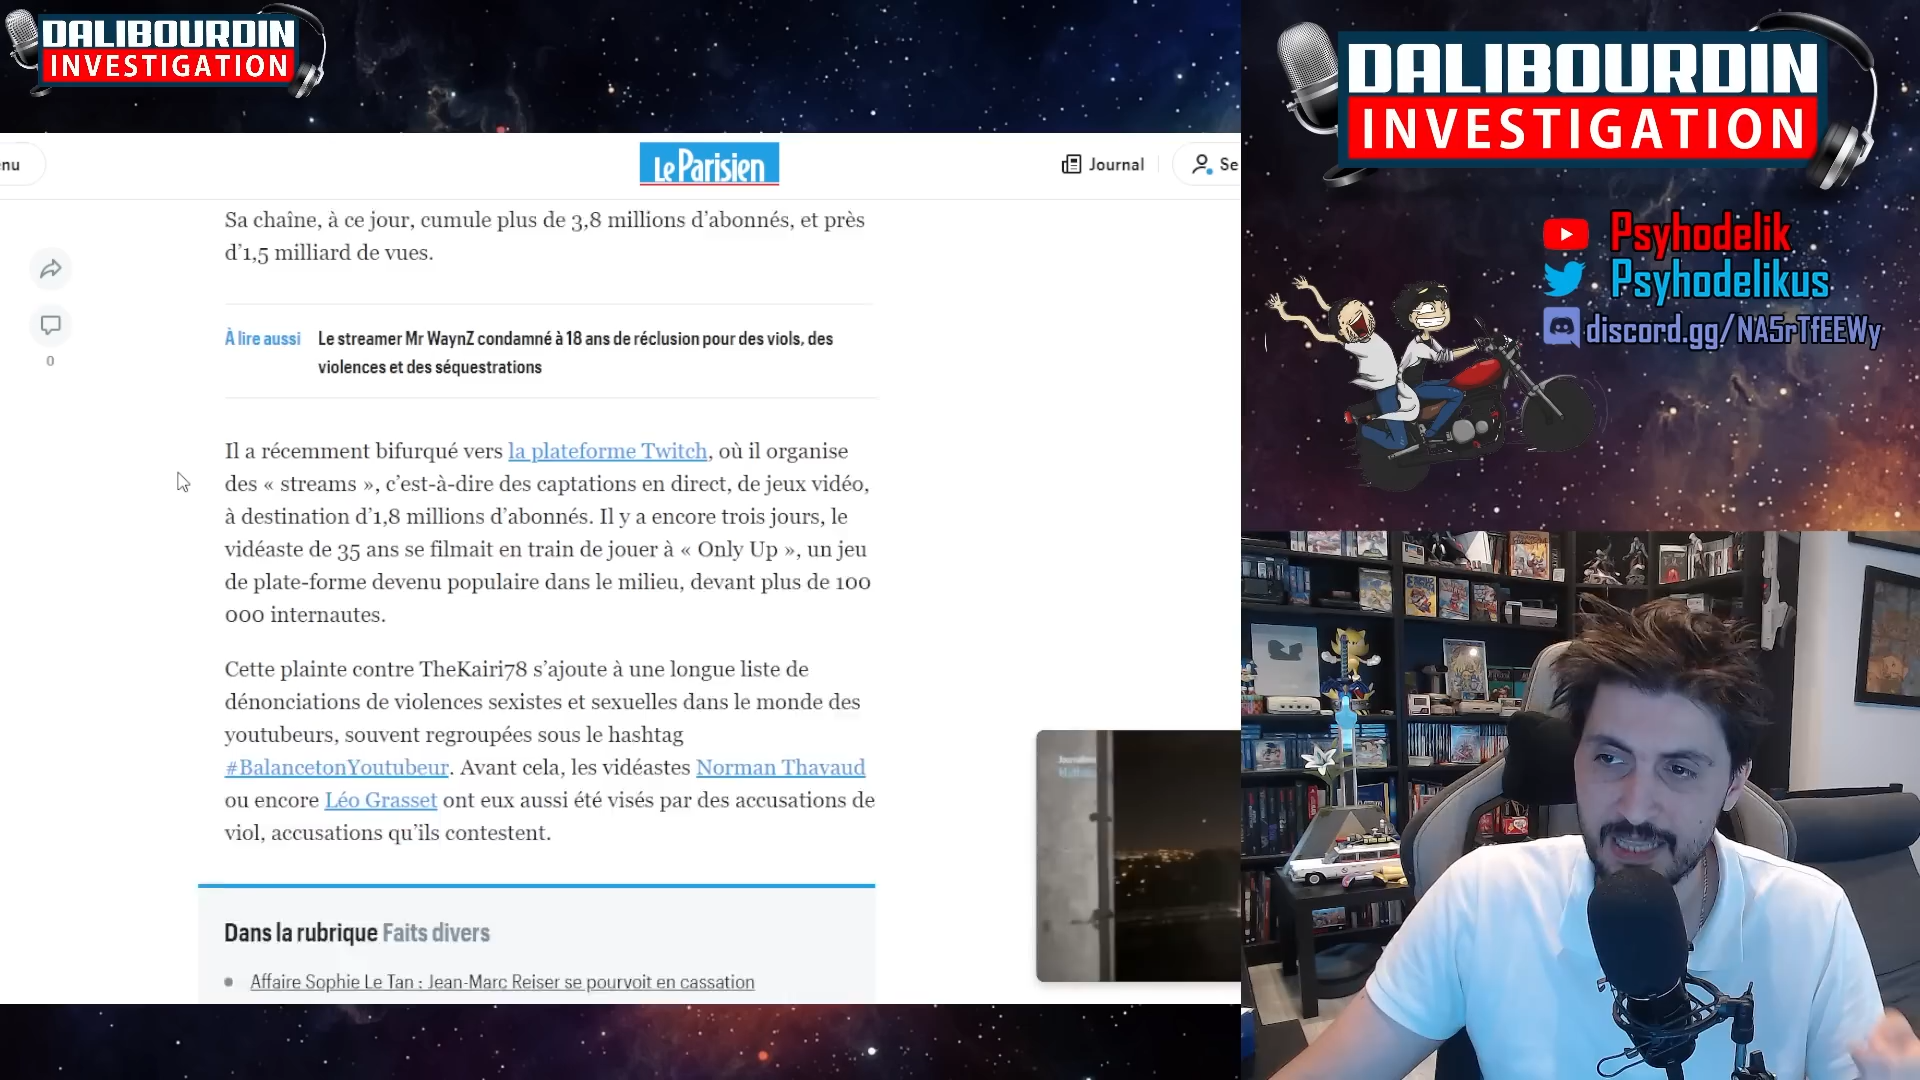 DALIBOURDIN
INVESTIGATION
enu
Le Parisien
Journal
Se
Sa chaîne, à ce jour, cumule plus de 3,8 millions d’abonnés, et près
d’1,5 milliard de vues.
0
À lire aussi Le streamer Mr WaynZ condamné à 18 ans de réclusion pour des viols, des
violences et des séquestrations
Il a récemment bifurqué vers la plateforme Twitch, où il organise
des « streams », c’est-à-dire des captations en direct, de jeux vidéo,
à destination d’1,8 millions d’abonnés. Il y a encore trois jours, le
vidéaste de 35 ans se filmait en train de jouer à « Only Up », un jeu
de plate-forme devenu populaire dans le milieu, devant plus de 100
000 internautes.
Cette plainte contre TheKairi78 s’ajoute à une longue liste de
dénonciations de violences sexistes et sexuelles dans le monde des
youtubeurs, souvent regroupées sous le hashtag
#BalancetonYoutubeur. Avant cela, les vidéastes Norman Thavaud
ou encore Léo Grasset ont eux aussi été visés par des accusations de
viol, accusations qu’ils contestent.
Dans la rubrique Faits divers
Affaire Sophie Le Tan : Jean-Marc Reiser se pourvoit en cassation
DALIBOURDIN
INVESTIGATION
Psyhodelik
Psyhodelikus
discord.gg/NA5rTfEEWy